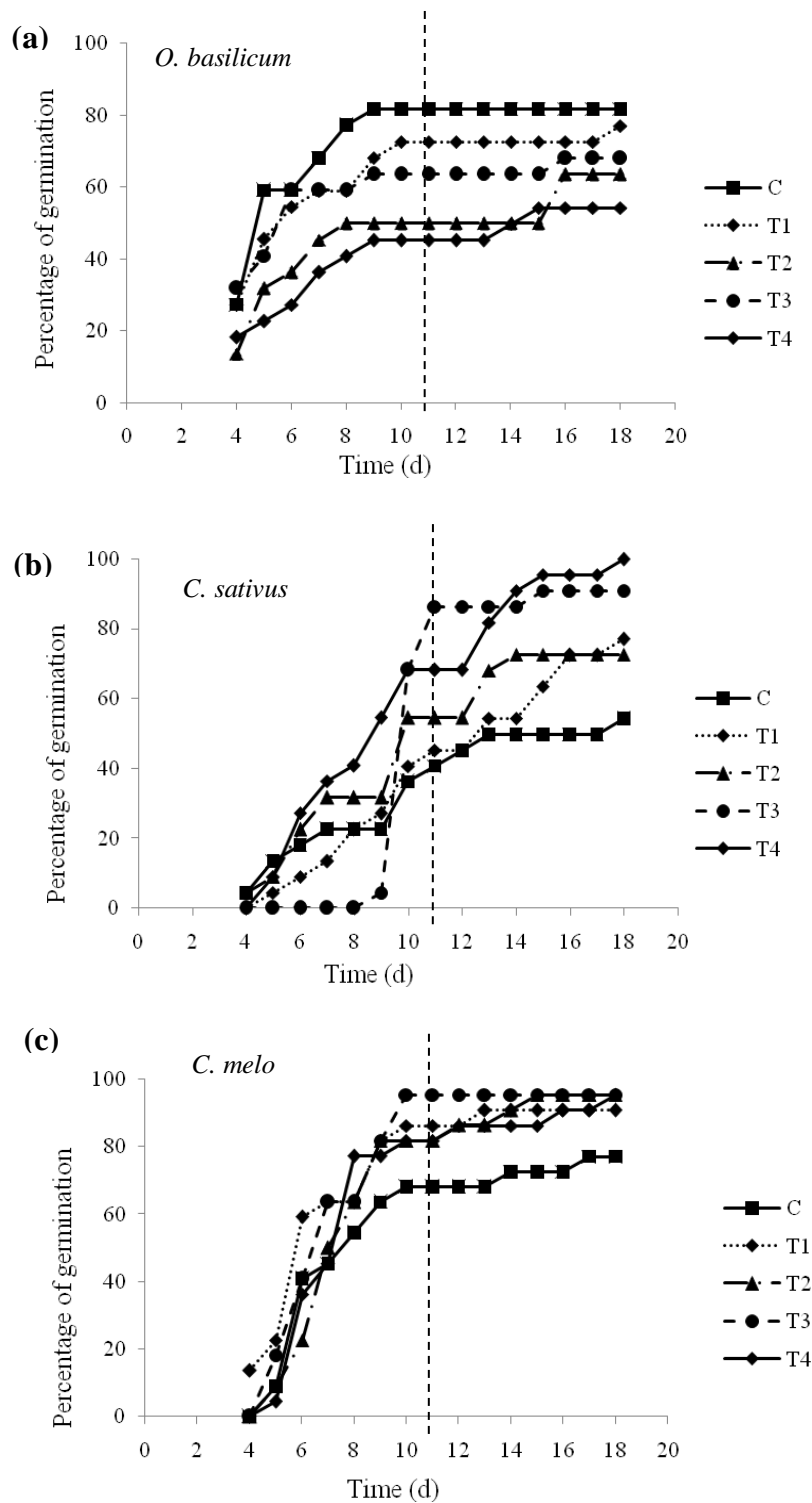 (a)
O. basilicum
Percentage of germination
100
80
60
40
20
0
0 2 4 6 8 10 12 14 16 18 20
Time (d)
C
T1
T2
T3
T4
(b)
C. sativus
Percentage of germination
100
80
60
40
20
0
0 2 4 6 8 10 12 14 16 18 20
Time (d)
C
T1
T2
T3
T4
(c)
C. melo
Percentage of germination
100
80
60
40
20
0
0 2 4 6 8 10 12 14 16 18 20
Time (d)
C
T1
T2
T3
T4